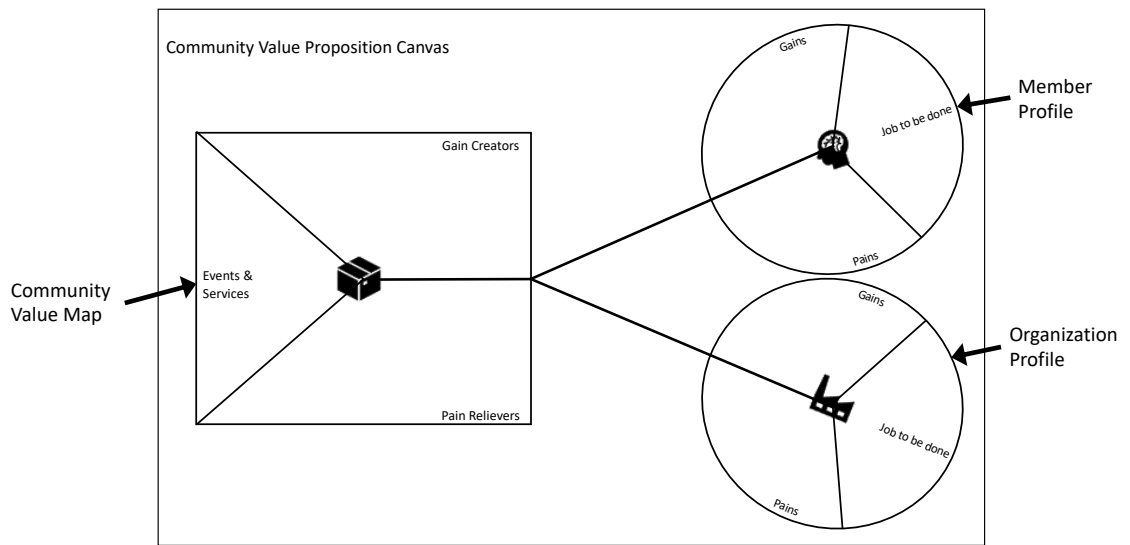 Community Value Proposition Canvas
Gains
Job to be done
Pains
Member
Profile
Gain Creators
Events &
Services
Pain Relievers
Community
Value Map
Gains
Job to be done
Pains
Organization
Profile